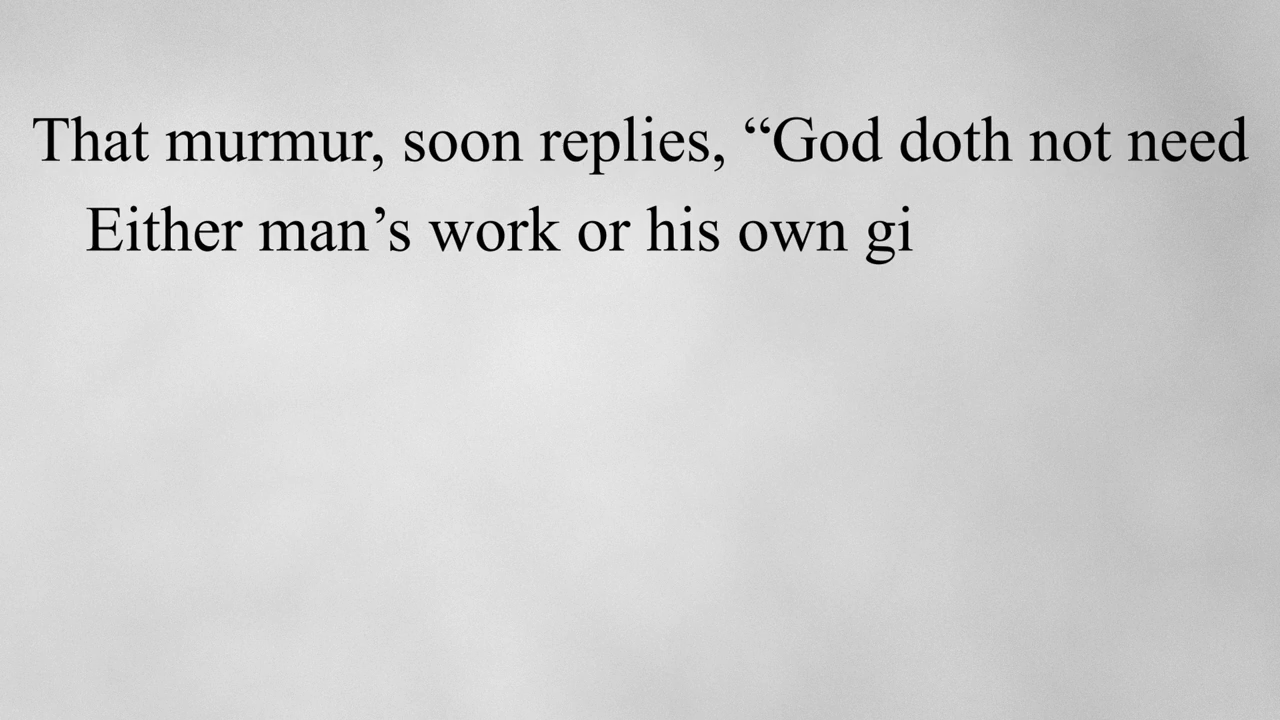 That murmur, soon replies, “God doth not need
Either man’s work or his own gi